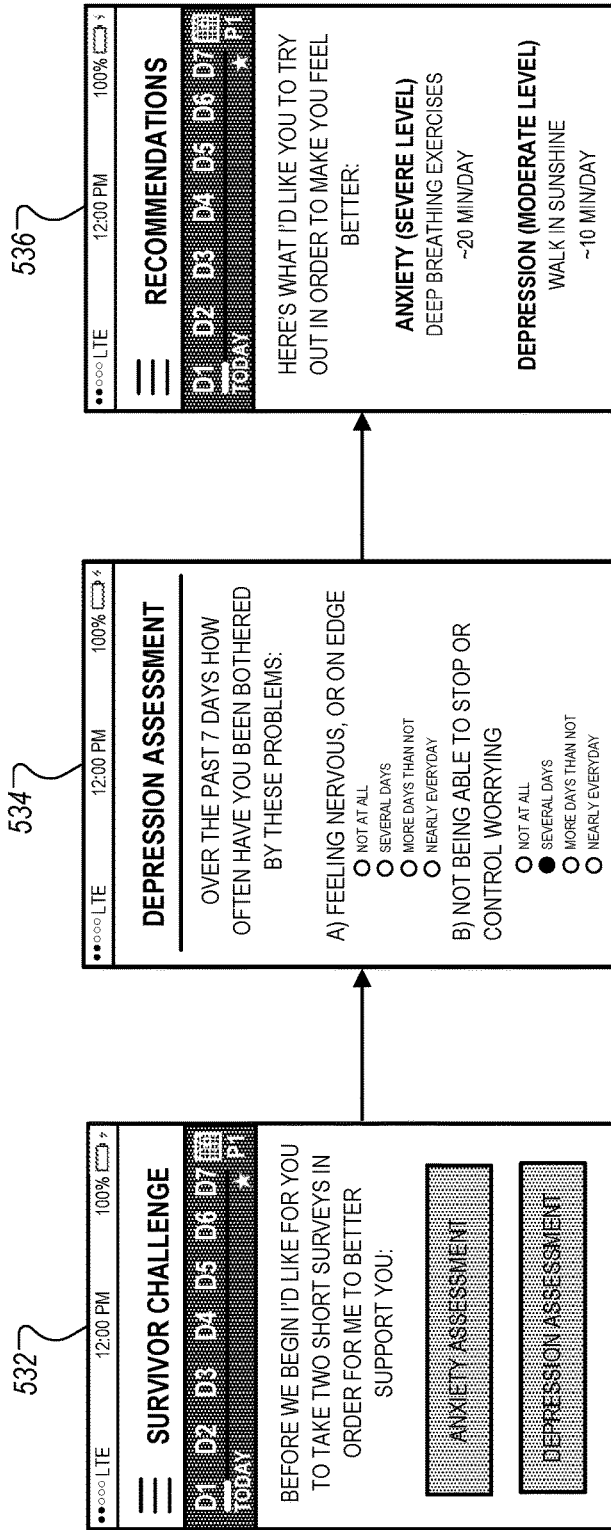 532
●●○○○ LTE 12:00 PM 100%
SURVIVOR CHALLENGE
D1 D2 D3 D4 D5 D6 D7
TODAY ★ P1
BEFORE WE BEGIN I'D LIKE FOR YOU
TO TAKE TWO SHORT SURVEYS IN
ORDER FOR ME TO BETTER
SUPPORT YOU:
ANXIETY ASSESSMENT
DEPRESSION ASSESSMENT
534
●●○○○ LTE 12:00 PM 100%
DEPRESSION ASSESSMENT
OVER THE PAST 7 DAYS HOW
OFTEN HAVE YOU BEEN BOTHERED
BY THESE PROBLEMS:
A) FEELING NERVOUS, OR ON EDGE
NOT AT ALL
SEVERAL DAYS
MORE DAYS THAN NOT
NEARLY EVERYDAY
B) NOT BEING ABLE TO STOP OR
CONTROL WORRYING
NOT AT ALL
SEVERAL DAYS
MORE DAYS THAN NOT
NEARLY EVERYDAY
536
●●○○○ LTE 12:00 PM 100%
RECOMMENDATIONS
D1 D2 D3 D4 D5 D6 D7
TODAY ★ P1
HERE'S WHAT I'D LIKE YOU TO TRY
OUT IN ORDER TO MAKE YOU FEEL
BETTER:
ANXIETY (SEVERE LEVEL)
DEEP BREATHING EXERCISES
~20 MIN/DAY
DEPRESSION (MODERATE LEVEL)
WALK IN SUNSHINE
~10 MIN/DAY